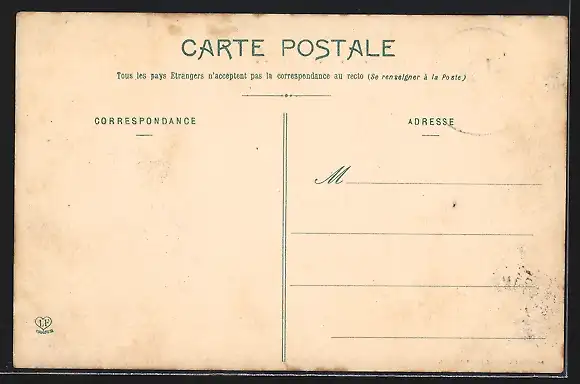 CARTE POSTALE
Tous les pays Etrangers n'acceptent pas la correspondance au recto (Se renseigner à la Poste)
CORRESPONDANCE
ADRESSE
M